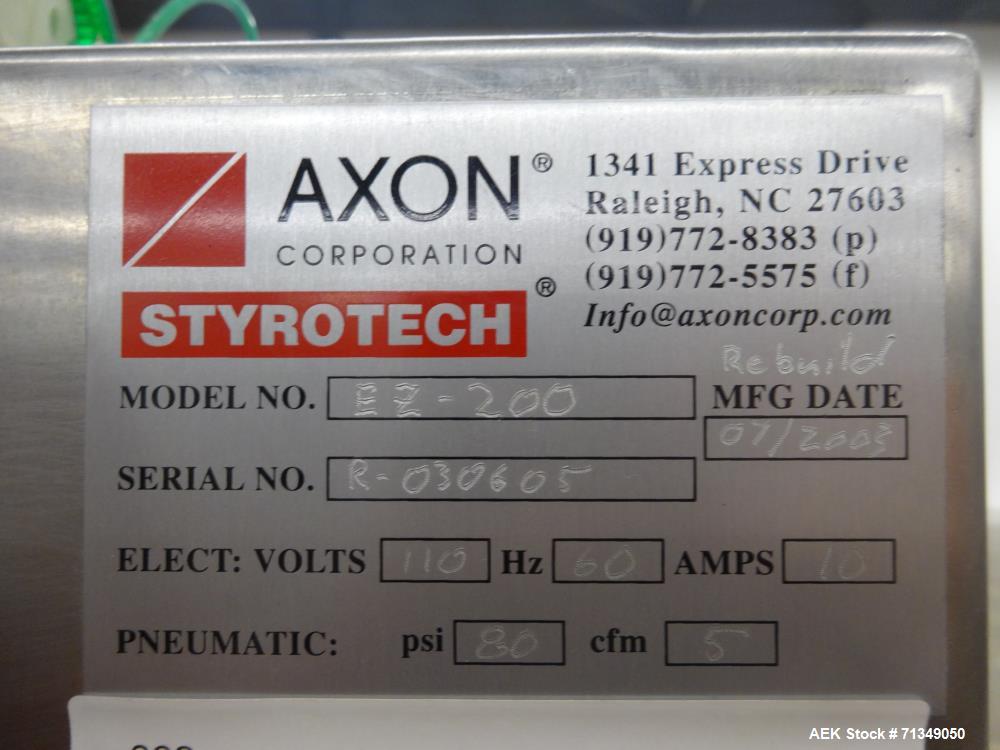 AXON®
CORPORATION
STYROTECH®
1341 Express Drive
Raleigh, NC 27603
(919)772-8383 (p)
(919)772-5575 (f)
Info@axoncorp.com
Rebuild
MODEL NO. EZ-200
MFG DATE
07/2003
SERIAL NO. R-030605
ELECT: VOLTS 110 Hz 60 AMPS 10
PNEUMATIC: psi 80 cfm 5
AEK Stock # 71349050